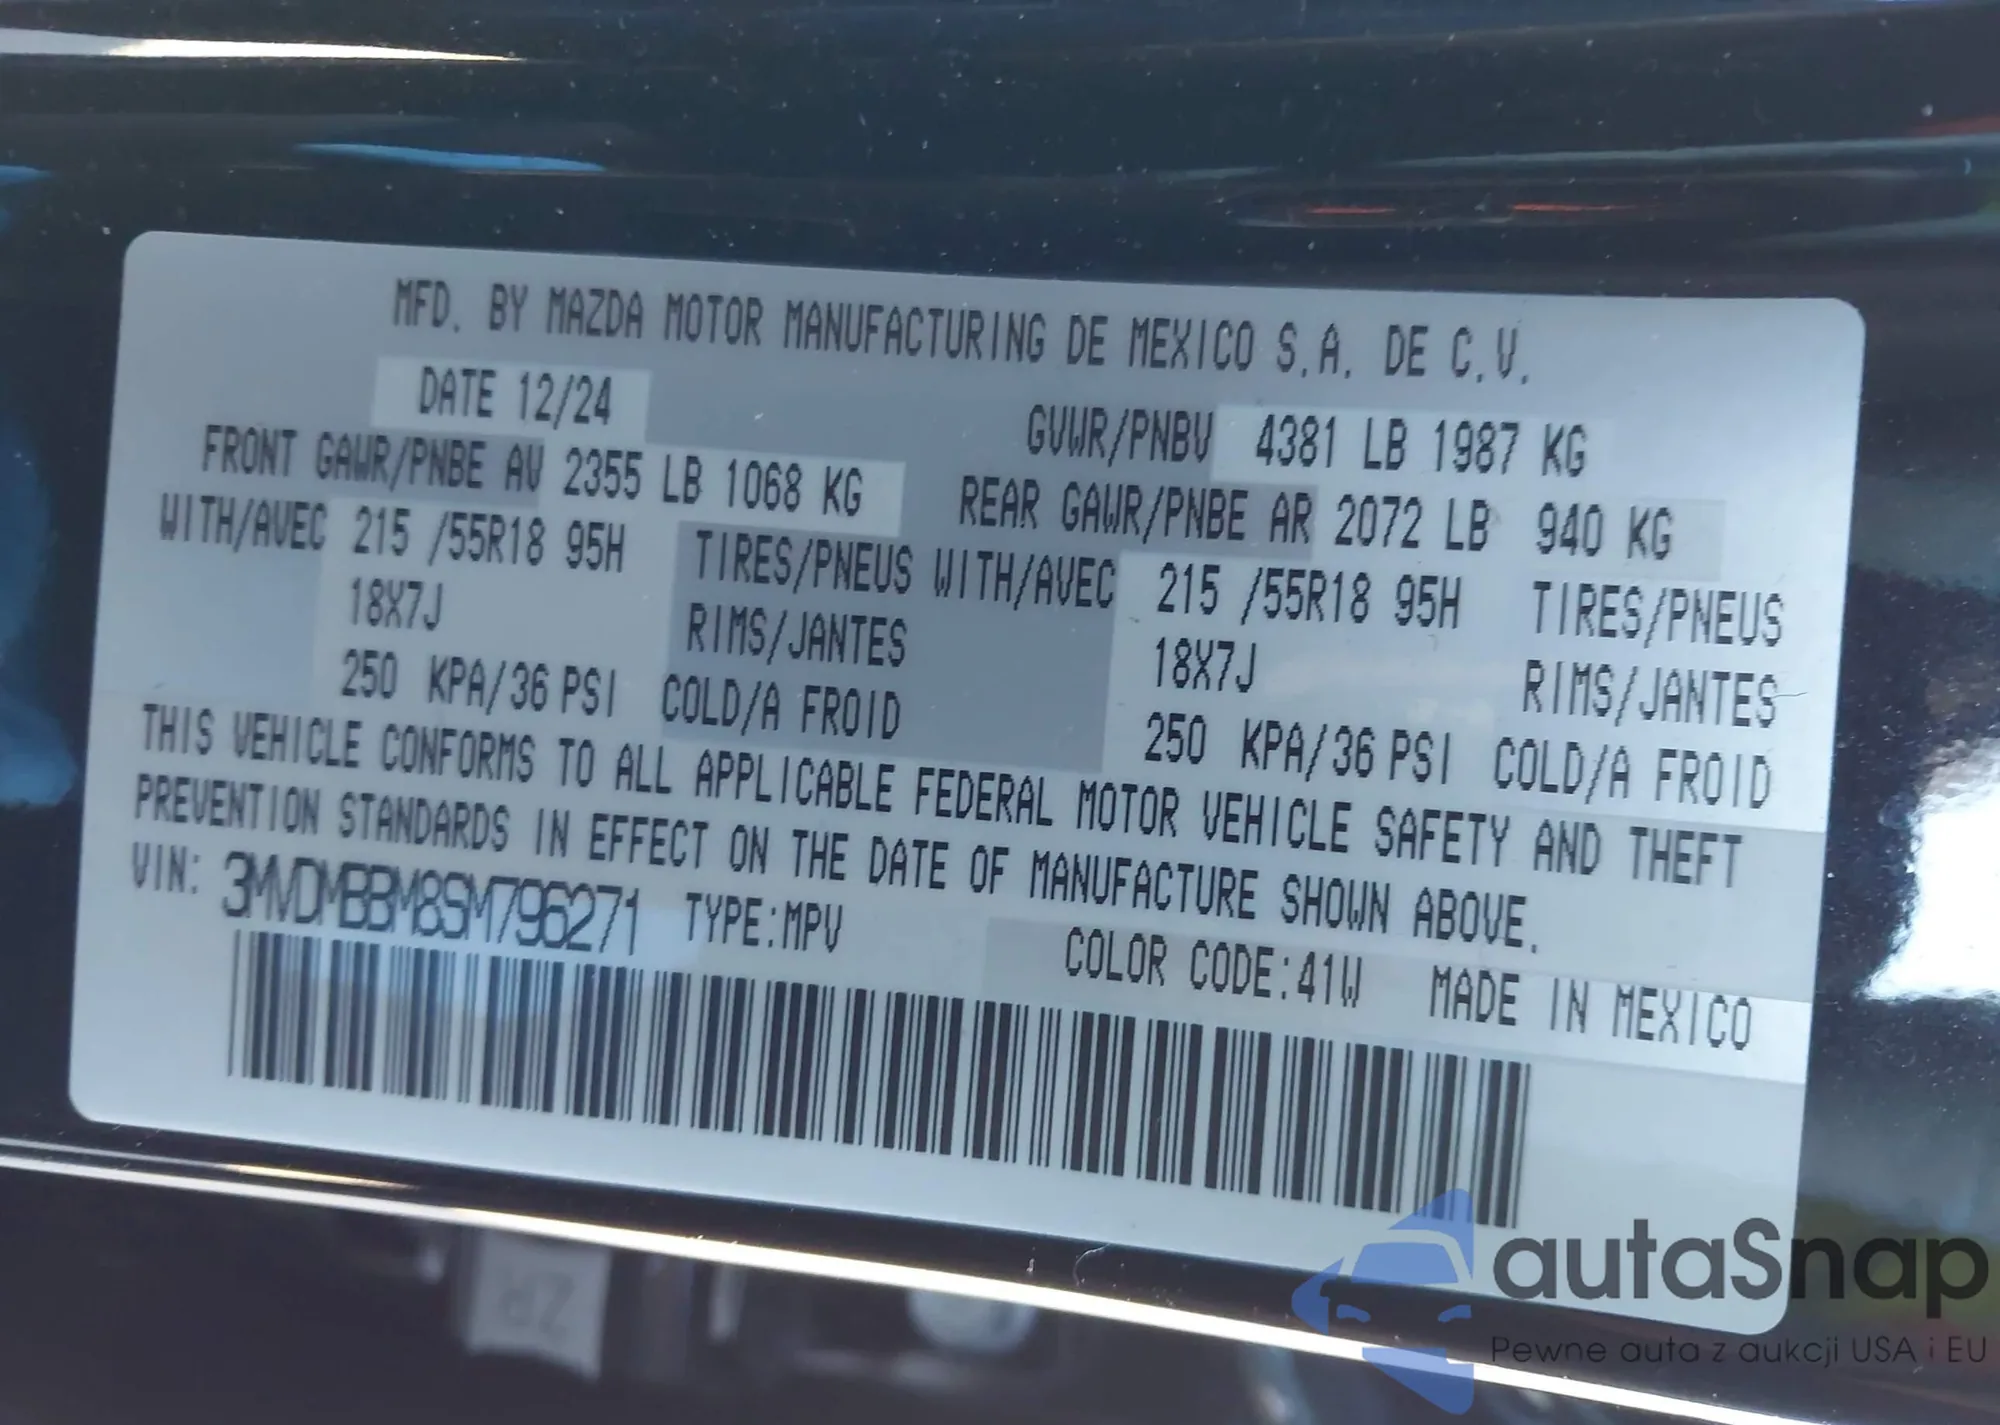 MFD. BY MAZDA MOTOR MANUFACTURING DE MEXICO S.A. DE C.V.
DATE 12/24 GVWR/PNBV 4381 LB 1987 KG
FRONT GAWR/PNBE AV 2355 LB 1068 KG REAR GAWR/PNBE AR 2072 LB 940 KG
WITH/AVEC 215 /55R18 95H TIRES/PNEUS WITH/AVEC 215 /55R18 95H TIRES/PNEUS
18X7J RIMS/JANTES 18X7J RIMS/JANTES
250 KPA/36 PSI COLD/A FROID 250 KPA/36 PSI COLD/A FROID
THIS VEHICLE CONFORMS TO ALL APPLICABLE FEDERAL MOTOR VEHICLE SAFETY AND THEFT
PREVENTION STANDARDS IN EFFECT ON THE DATE OF MANUFACTURE SHOWN ABOVE.
VIN: 3MVDMBBM8SM796271 TYPE:MPV COLOR CODE:41W MADE IN MEXICO
autaSnap
Pewne auta z aukcji USA i EU